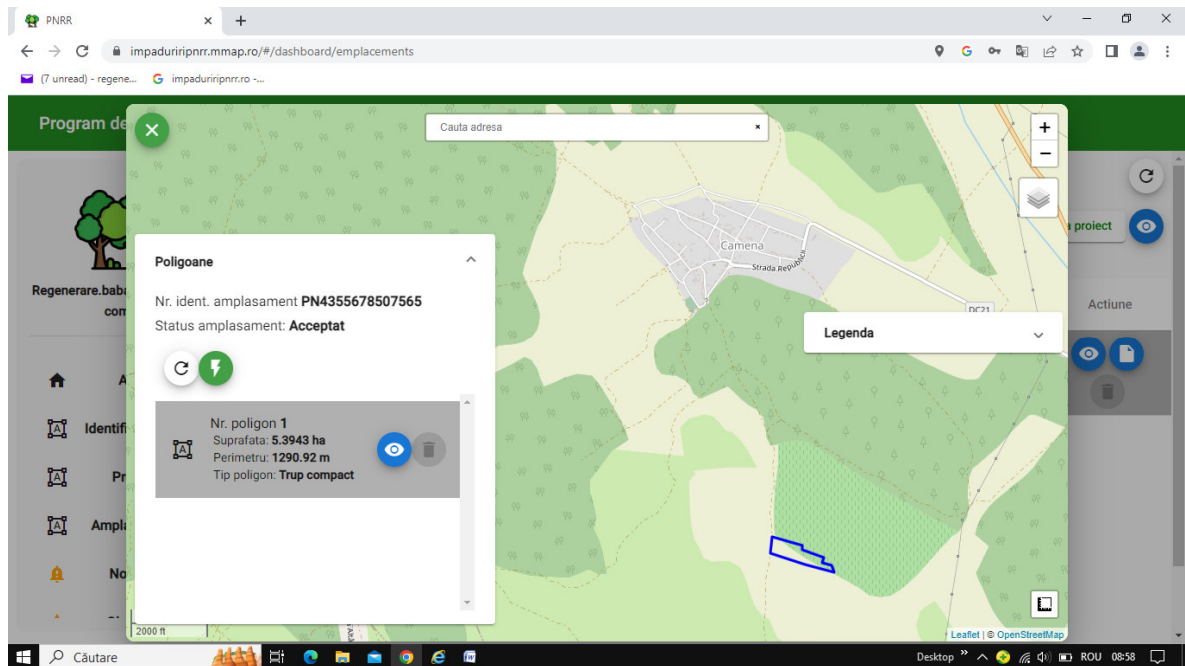 PNRR
impaduriripnrr.mmap.ro/#/dashboard/emplacements
(7 unread) - regene...
impaduriripnrr.ro -...
Program de
Cauta adresa
+
−
a proiect
Camena
Strada Republicii
DC21
Poligoane
Nr. ident. amplasament PN4355678507565
Status amplasament: Acceptat
Regenerare.baba
com
Actiune
Legenda
A
Nr. poligon 1
Suprafata: 5.3943 ha
Perimetru: 1290.92 m
Tip poligon: Trup compact
Identifi
Pr
Ampla
No
2000 ft
Leaflet | © OpenStreetMap
Căutare
Desktop
ROU
08:58